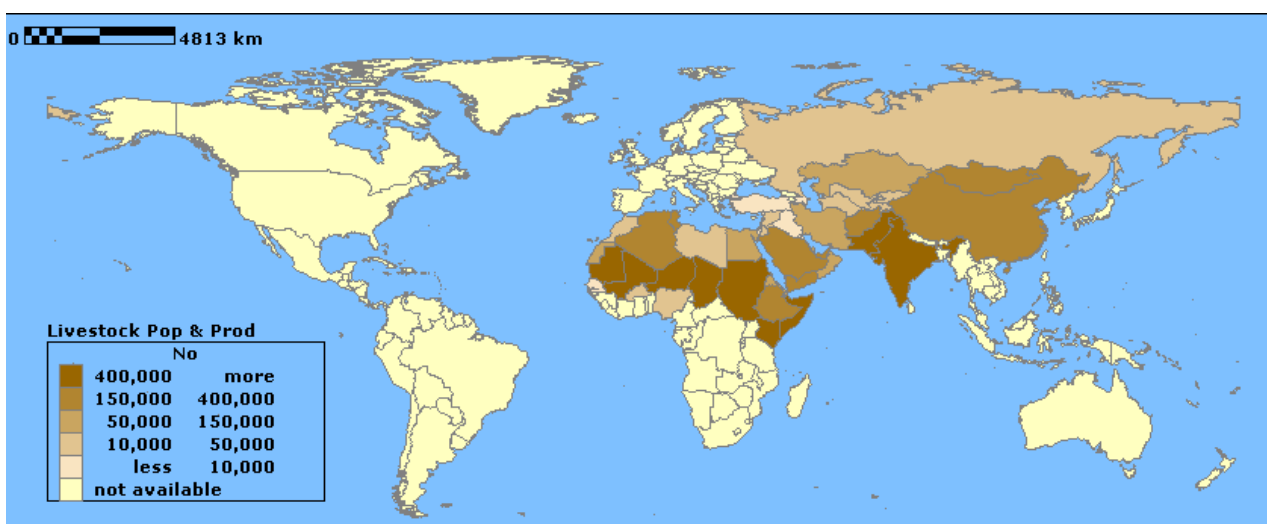 0 4813 km
Livestock Pop & Prod
No
400,000 more
150,000 400,000
50,000 150,000
10,000 50,000
less 10,000
not available